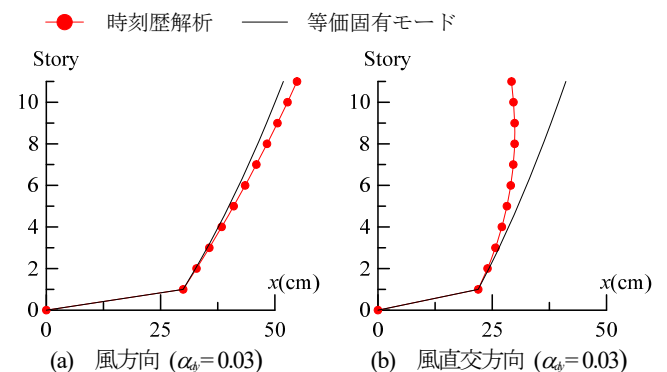 時刻歴解析 等価固有モード
Story Story
10 10
8 8
6 6
4 4
2 2
x(cm) x(cm)
0 0
0 25 50 0 25 50
(a) 風方向 (αdy=0.03) (b) 風直交方向 (αdy=0.03)